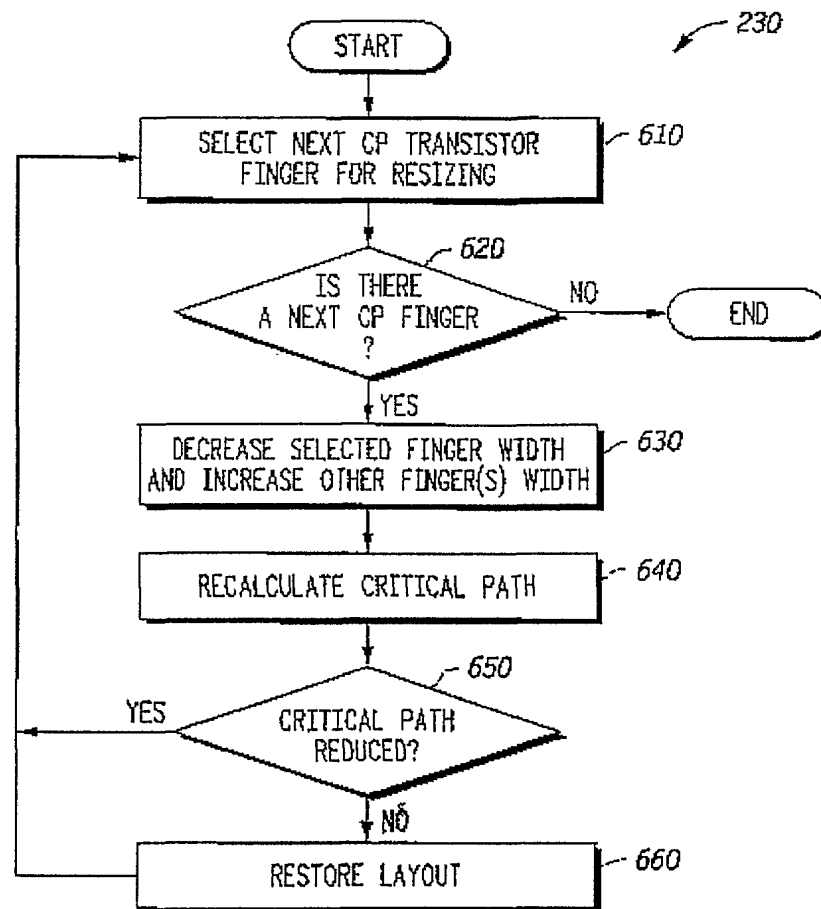 230
START
SELECT NEXT CP TRANSISTOR
FINGER FOR RESIZING
610
620
IS THERE
A NEXT CP FINGER
?
NO
END
YES
DECREASE SELECTED FINGER WIDTH
AND INCREASE OTHER FINGER(S) WIDTH
630
RECALCULATE CRITICAL PATH
640
650
YES
CRITICAL PATH
REDUCED?
NO
RESTORE LAYOUT
660